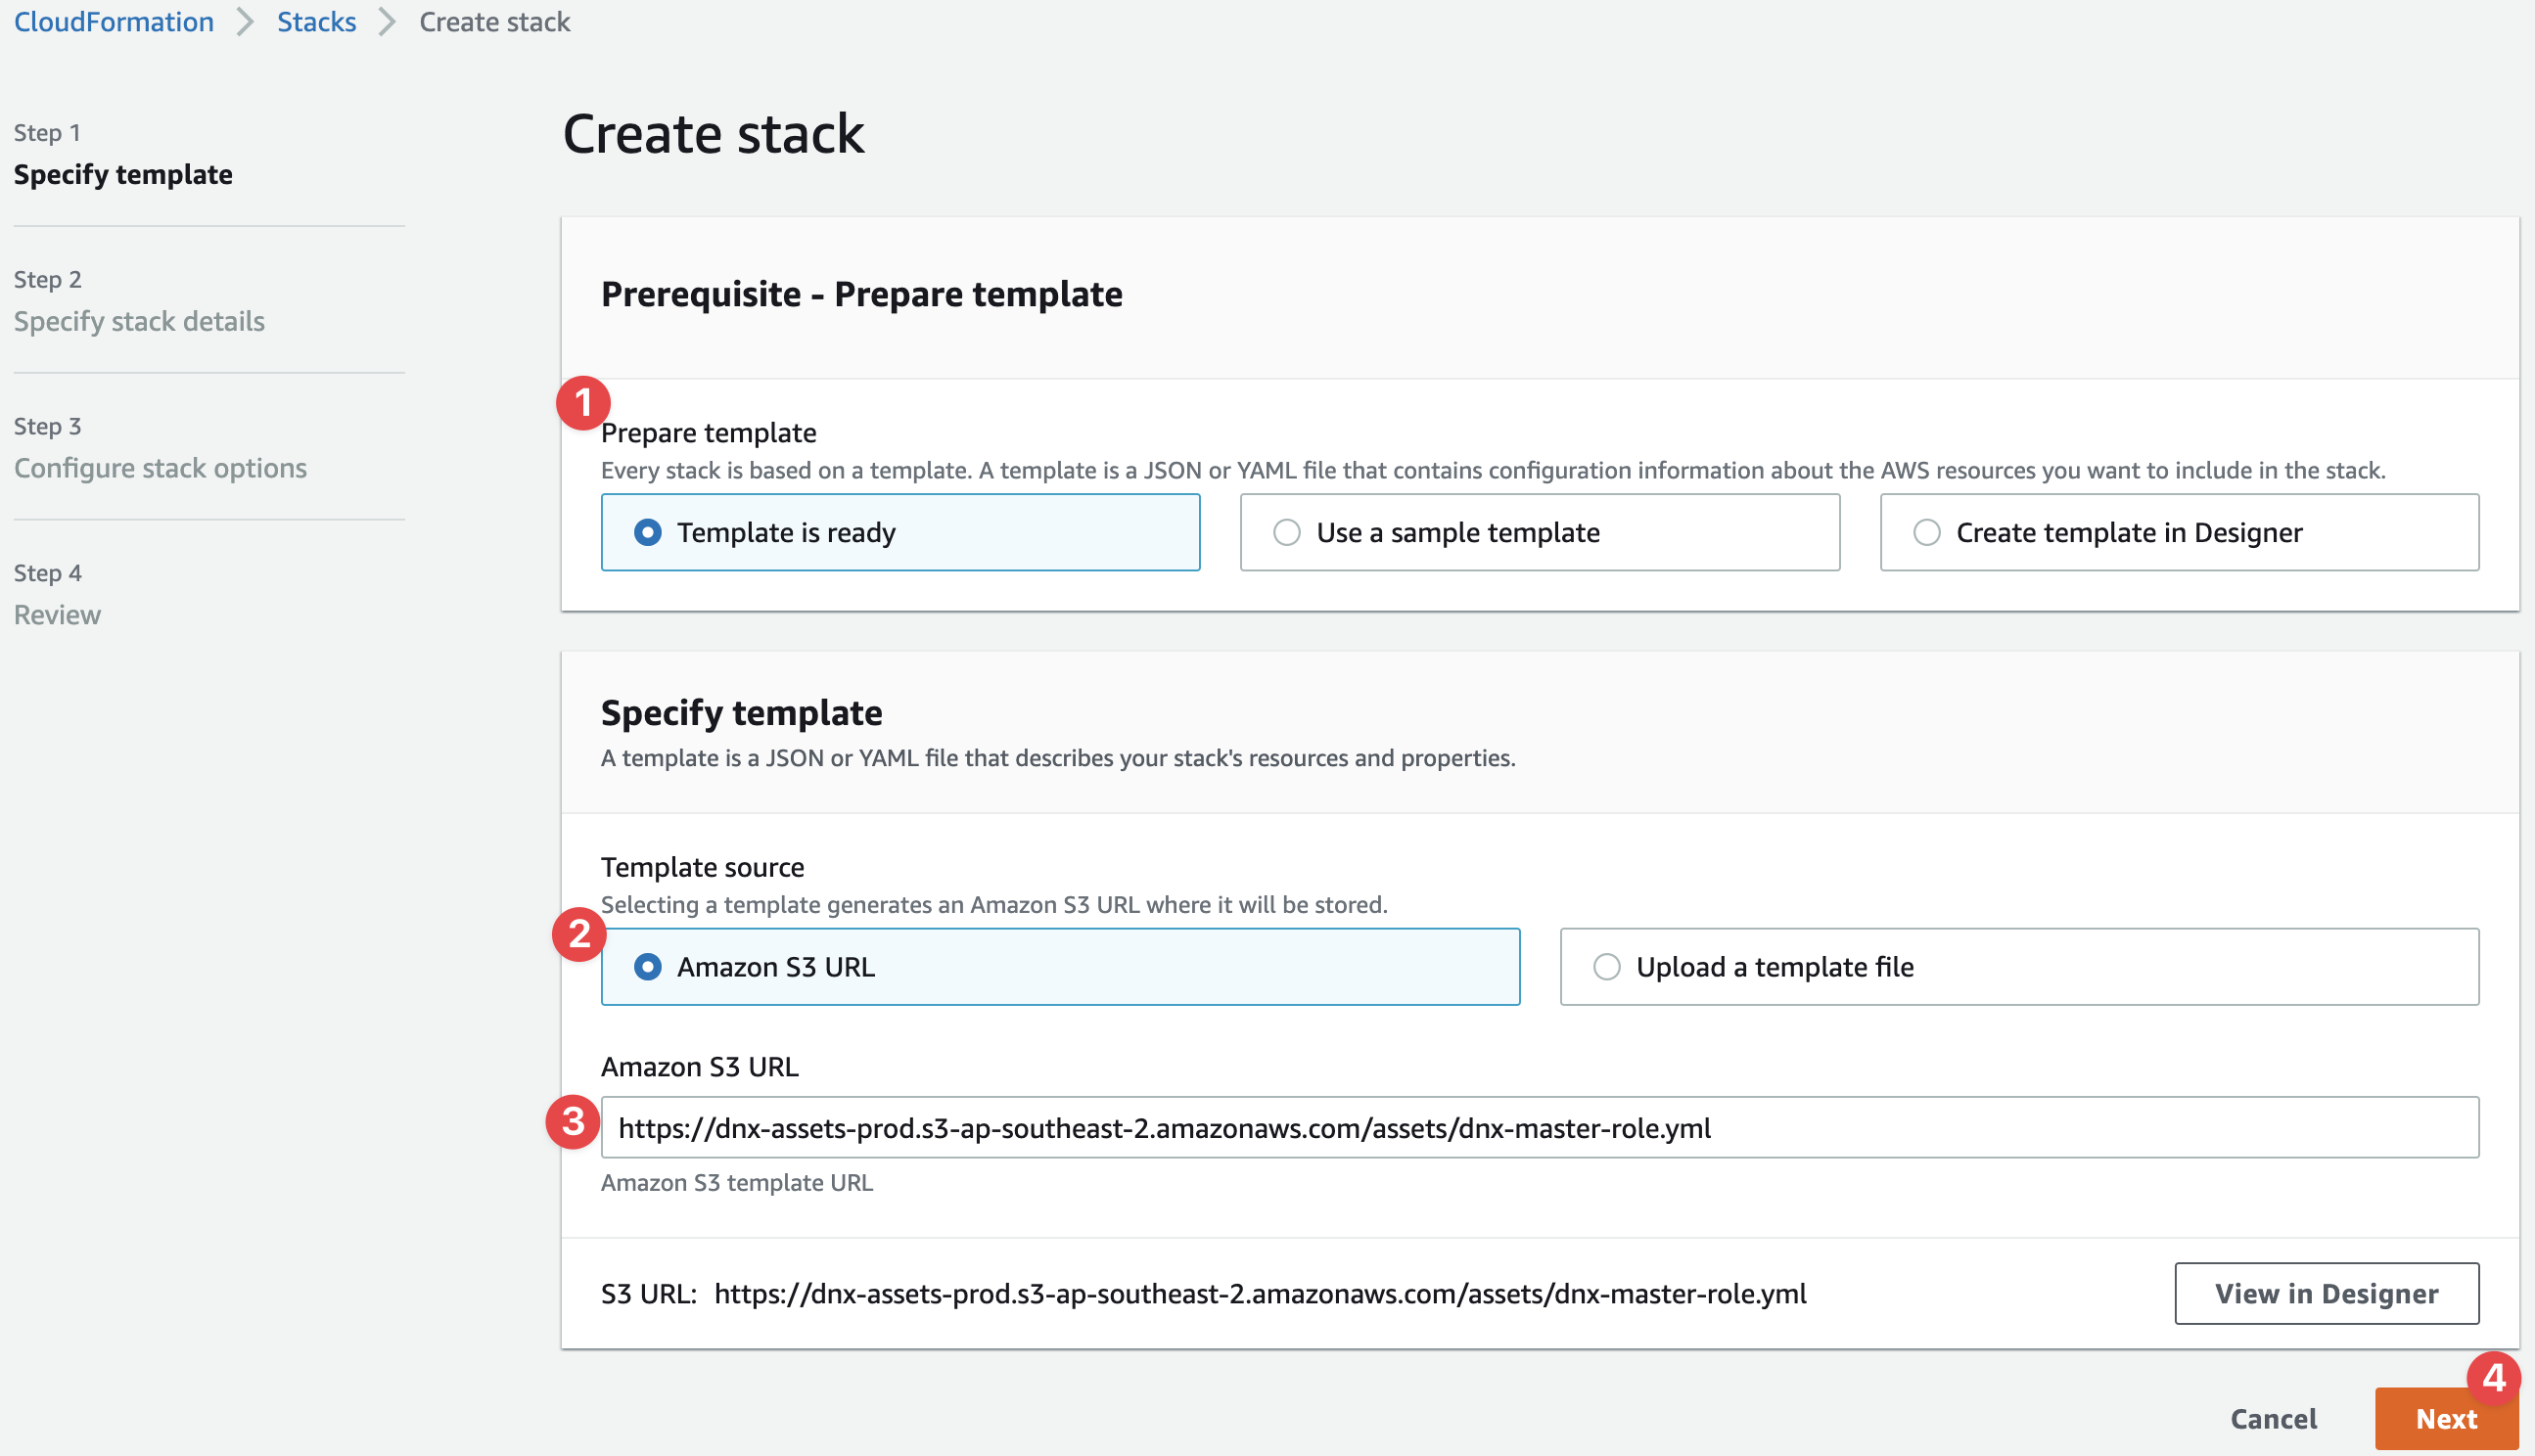 CloudFormation > Stacks > Create stack
Step 1
Specify template
Step 2
Specify stack details
Step 3
Configure stack options
Step 4
Review
Create stack
Prerequisite - Prepare template
1
Prepare template
Every stack is based on a template. A template is a JSON or YAML file that contains configuration information about the AWS resources you want to include in the stack.
Template is ready
Use a sample template
Create template in Designer
Specify template
A template is a JSON or YAML file that describes your stack's resources and properties.
Template source
Selecting a template generates an Amazon S3 URL where it will be stored.
2
Amazon S3 URL
Upload a template file
Amazon S3 URL
3
https://dnx-assets-prod.s3-ap-southeast-2.amazonaws.com/assets/dnx-master-role.yml
Amazon S3 template URL
S3 URL: https://dnx-assets-prod.s3-ap-southeast-2.amazonaws.com/assets/dnx-master-role.yml
View in Designer
4
Cancel
Next